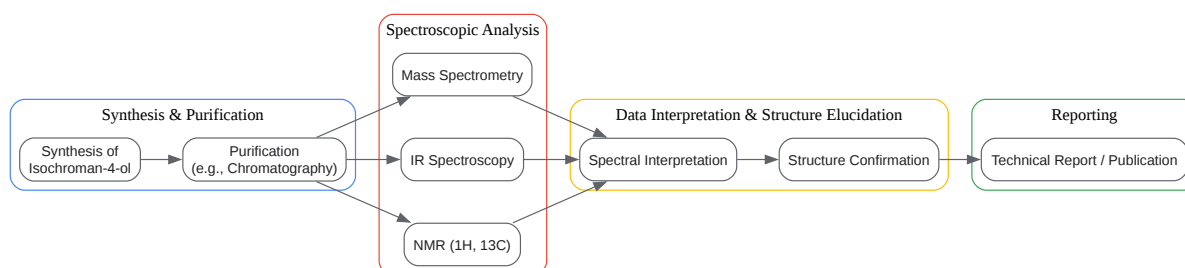 Spectroscopic Analysis
Mass Spectrometry
Synthesis & Purification
Data Interpretation & Structure Elucidation
Reporting
Synthesis of
Isochroman-4-ol
Purification
(e.g., Chromatography)
IR Spectroscopy
Spectral Interpretation
Structure Confirmation
Technical Report / Publication
NMR (1H, 13C)